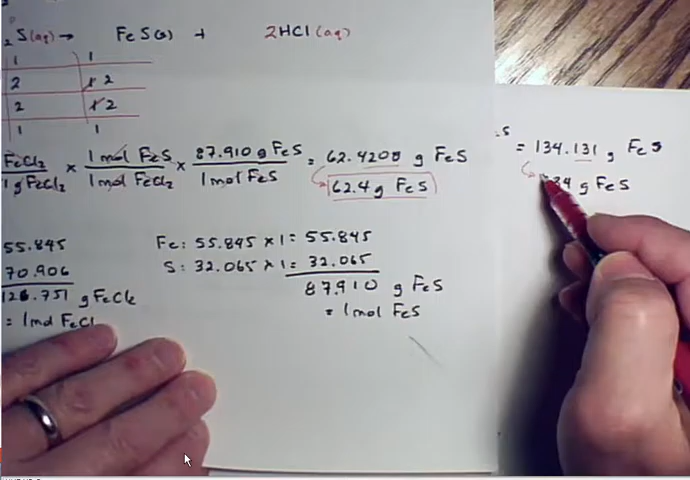 ₂S(aq) → FeS(s) + 2HCl(aq)
1 1
2 1 2
2 1 2
1 1
FeCl₂ × 1 mol FeS × 87.910 g FeS = 62.4208 g FeS
g FeCl₂ 1 mol FeCl₂ 1 mol FeS
62.4 g FeS
S = 134.131 g FeS
g FeS
55.845
70.906
126.751 g FeCl₂
= 1 mol FeCl
Fe: 55.845 × 1 = 55.845
S: 32.065 × 1 = 32.065
87.910 g FeS
= 1 mol FeS